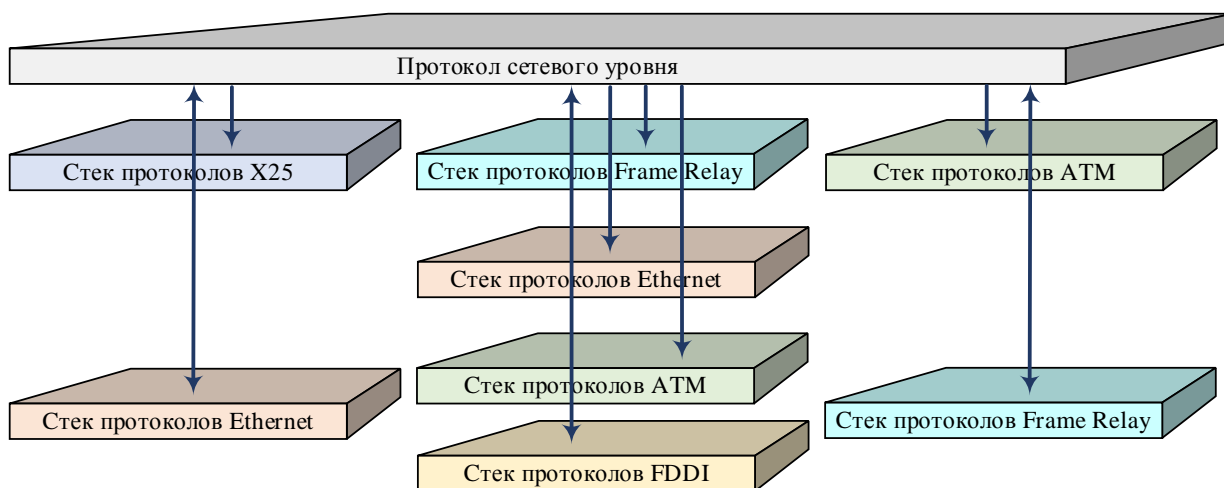 Протокол сетевого уровня
Стек протоколов X25
Стек протоколов Frame Relay
Стек протоколов ATM
Стек протоколов Ethernet
Стек протоколов ATM
Стек протоколов Ethernet
Стек протоколов Frame Relay
Стек протоколов FDDI